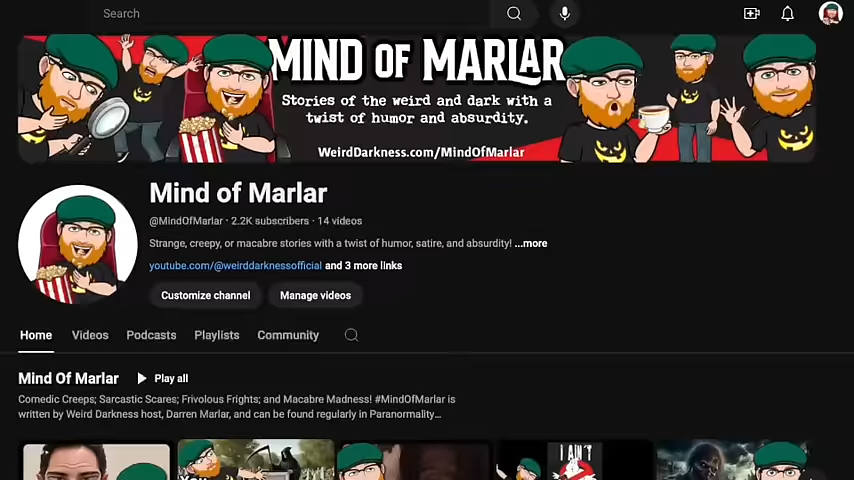 Search
MIND OF MARLAR
Stories of the weird and dark with a
twist of humor and absurdity.
WeirdDarkness.com/MindOfMarlar
Mind of Marlar
@MindOfMarlar · 2.2K subscribers · 14 videos
Strange, creepy, or macabre stories with a twist of humor, satire, and absurdity! ...more
youtube.com/@weirddarknessofficial and 3 more links
Customize channel
Manage videos
Home
Videos
Podcasts
Playlists
Community
Mind Of Marlar
Play all
Comedic Creeps; Sarcastic Scares; Frivolous Frights; and Macabre Madness! #MindOfMarlar is
written by Weird Darkness host, Darren Marlar, and can be found regularly in Paranormality...
You
I AIN'T